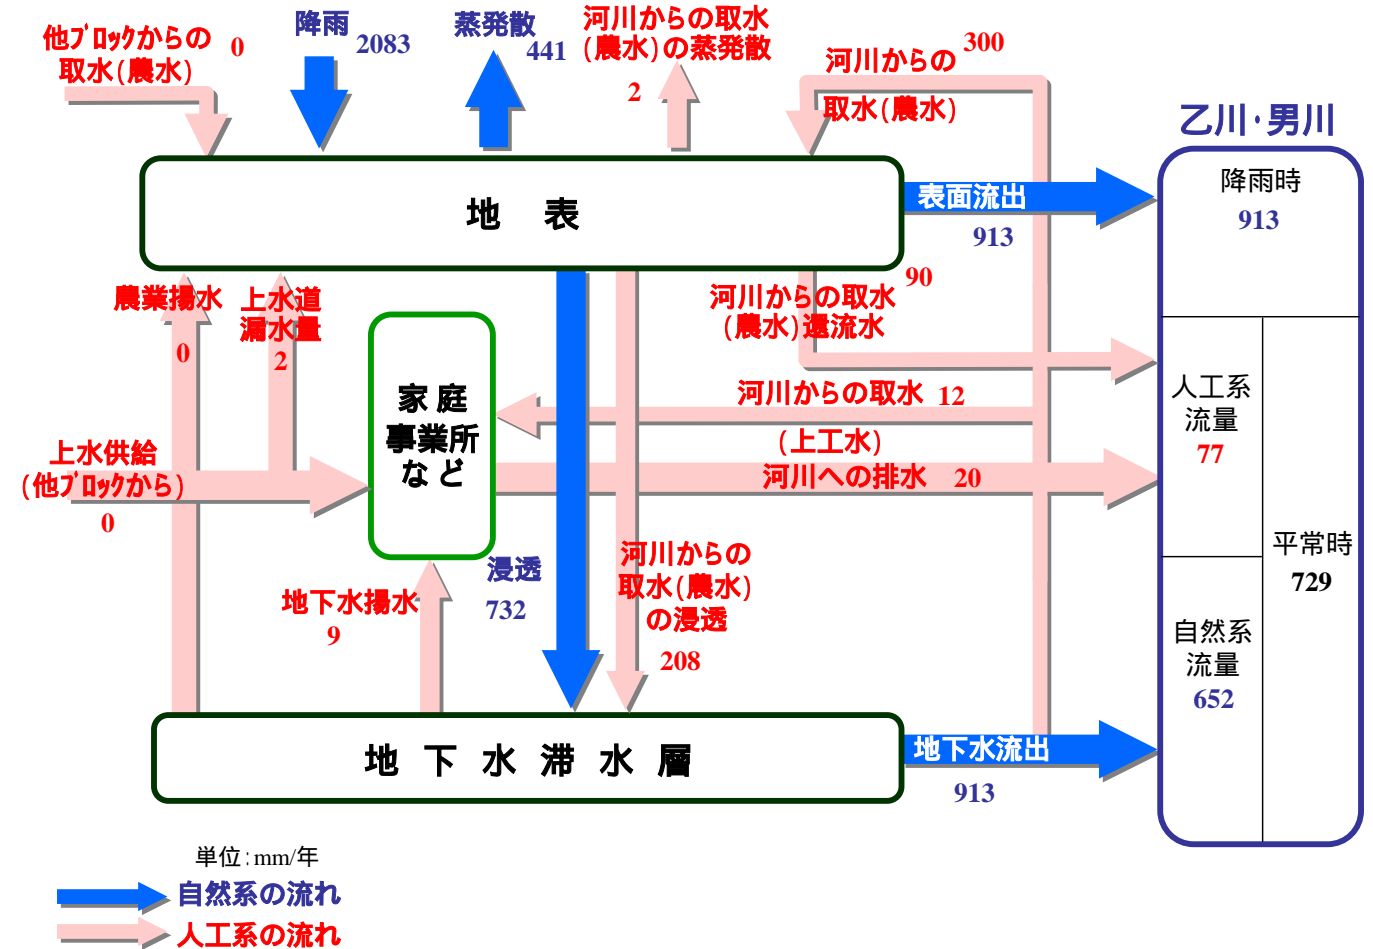 他ブロックからの
取水(農水)
0
降雨
2083
蒸発散
441
河川からの取水
(農水)の蒸発散
2
河川からの
取水(農水)
300
乙川・男川
地 表
表面流出
913
降雨時
913
農業揚水
0
上水道
漏水量
2
河川からの取水
(農水)還流水
90
家庭
事業所
など
河川からの取水 12
(上工水)
河川への排水 20
人工系
流量
77
上水供給
(他ブロックから)
0
平常時
729
浸透
732
河川からの
取水(農水)
の浸透
208
地下水揚水
9
自然系
流量
652
地下水滞水層
地下水流出
913
単位:mm/年
自然系の流れ
人工系の流れ